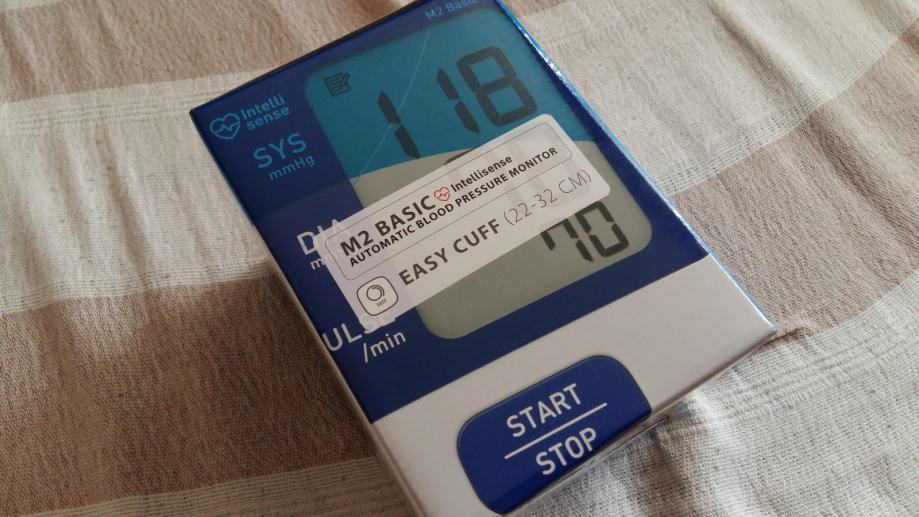 M2 Basic
Intelli
sense
118
SYS
mmHg
M2 BASIC Intellisense
AUTOMATIC BLOOD PRESSURE MONITOR
EASY CUFF (22-32 CM)
EASY
70
/min
START
STOP